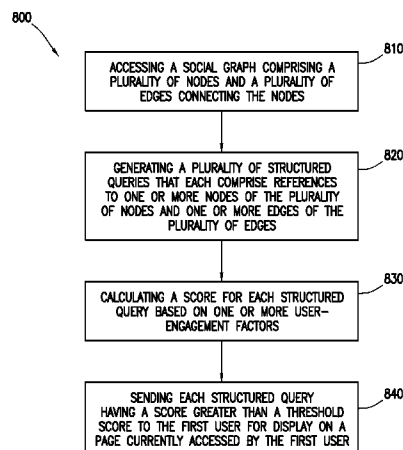 800
810
ACCESSING A SOCIAL GRAPH COMPRISING A
PLURALITY OF NODES AND A PLURALITY OF
EDGES CONNECTING THE NODES
820
GENERATING A PLURALITY OF STRUCTURED
QUERIES THAT EACH COMPRISE REFERENCES
TO ONE OR MORE NODES OF THE PLURALITY
OF NODES AND ONE OR MORE EDGES OF THE
PLURALITY OF EDGES
830
CALCULATING A SCORE FOR EACH STRUCTURED
QUERY BASED ON ONE OR MORE USER-
ENGAGEMENT FACTORS
840
SENDING EACH STRUCTURED QUERY
HAVING A SCORE GREATER THAN A THRESHOLD
SCORE TO THE FIRST USER FOR DISPLAY ON A
PAGE CURRENTLY ACCESSED BY THE FIRST USER